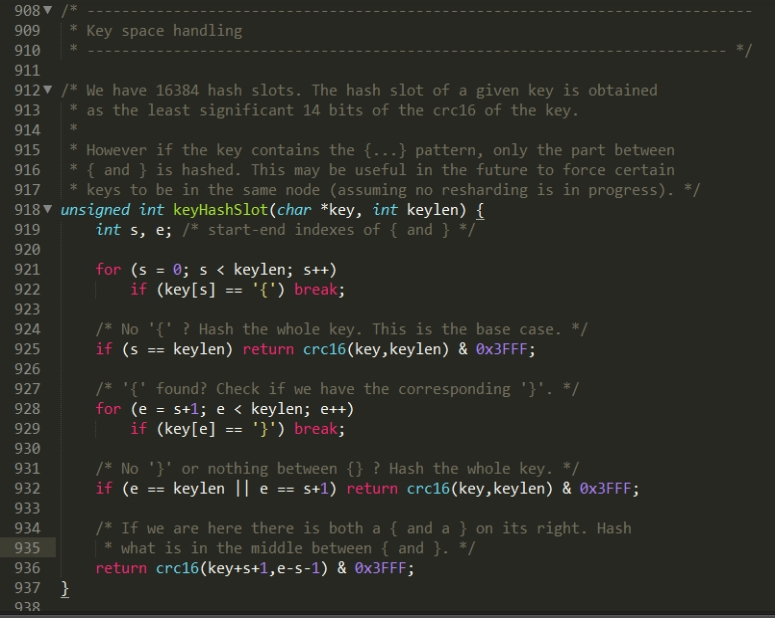 908 /* -----------------------------------------------------------------------------
909  * Key space handling
910  * -------------------------------------------------------------------------- */
911
912 /* We have 16384 hash slots. The hash slot of a given key is obtained
913  * as the least significant 14 bits of the crc16 of the key.
914  *
915  * However if the key contains the {...} pattern, only the part between
916  * { and } is hashed. This may be useful in the future to force certain
917  * keys to be in the same node (assuming no resharding is in progress). */
918 unsigned int keyHashSlot(char *key, int keylen) {
919     int s, e; /* start-end indexes of { and } */
920
921     for (s = 0; s < keylen; s++)
922         if (key[s] == '{') break;
923
924     /* No '{' ? Hash the whole key. This is the base case. */
925     if (s == keylen) return crc16(key,keylen) & 0x3FFF;
926
927     /* '{' found? Check if we have the corresponding '}'. */
928     for (e = s+1; e < keylen; e++)
929         if (key[e] == '}') break;
930
931     /* No '}' or nothing between {} ? Hash the whole key. */
932     if (e == keylen || e == s+1) return crc16(key,keylen) & 0x3FFF;
933
934     /* If we are here there is both a { and a } on its right. Hash
935      * what is in the middle between { and }. */
936     return crc16(key+s+1,e-s-1) & 0x3FFF;
937 }
938